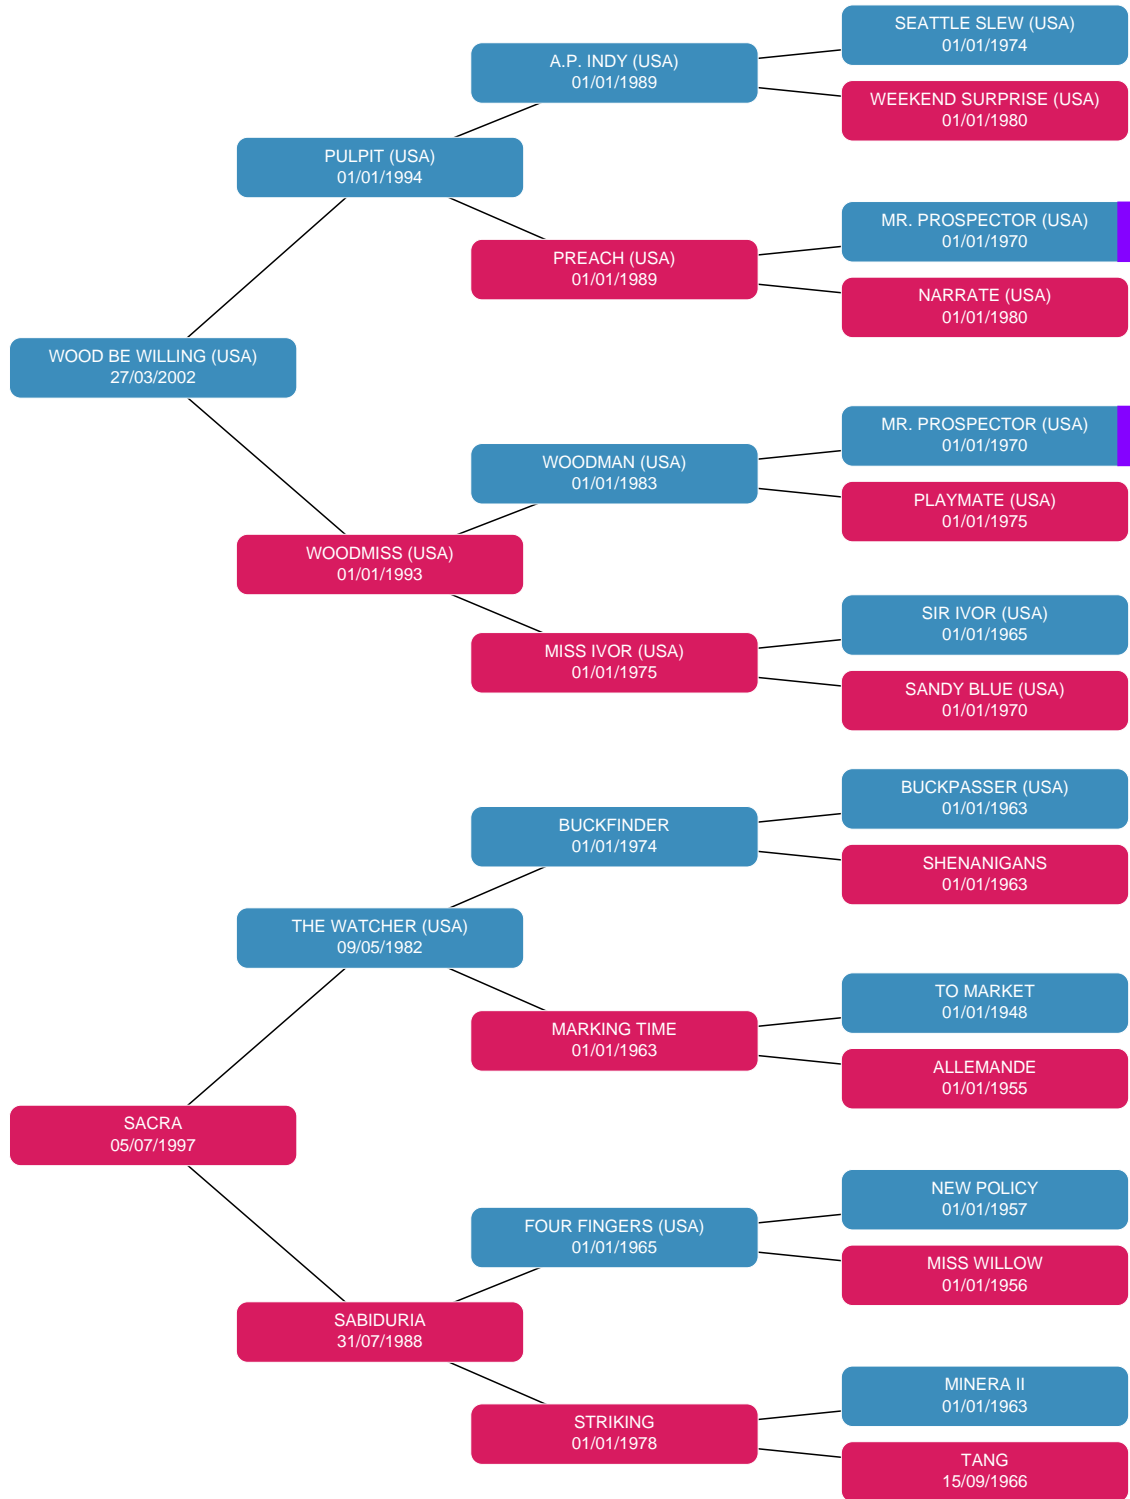 SEATTLE SLEW (USA)
01/01/1974
A.P. INDY (USA)
01/01/1989
WEEKEND SURPRISE (USA)
01/01/1980
PULPIT (USA)
01/01/1994
MR. PROSPECTOR (USA)
01/01/1970
PREACH (USA)
01/01/1989
NARRATE (USA)
01/01/1980
WOOD BE WILLING (USA)
27/03/2002
MR. PROSPECTOR (USA)
01/01/1970
WOODMAN (USA)
01/01/1983
PLAYMATE (USA)
01/01/1975
WOODMISS (USA)
01/01/1993
SIR IVOR (USA)
01/01/1965
MISS IVOR (USA)
01/01/1975
SANDY BLUE (USA)
01/01/1970
BUCKPASSER (USA)
01/01/1963
BUCKFINDER
01/01/1974
SHENANIGANS
01/01/1963
THE WATCHER (USA)
09/05/1982
TO MARKET
01/01/1948
MARKING TIME
01/01/1963
ALLEMANDE
01/01/1955
SACRA
05/07/1997
NEW POLICY
01/01/1957
FOUR FINGERS (USA)
01/01/1965
MISS WILLOW
01/01/1956
SABIDURIA
31/07/1988
MINERA II
01/01/1963
STRIKING
01/01/1978
TANG
15/09/1966